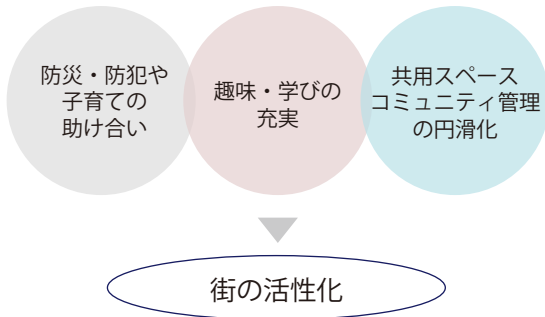 防災・防犯や
子育ての
助け合い
趣味・学びの
充実
共用スペース
コミュニティ管理
の円滑化
街の活性化